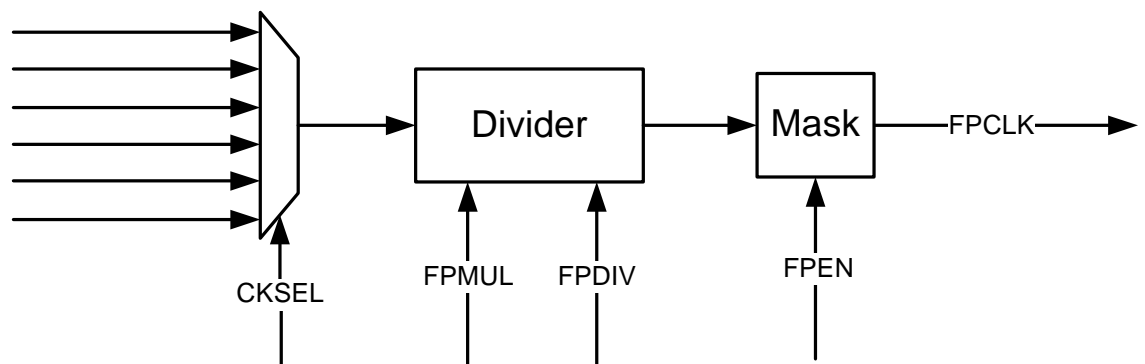 Divider
Mask
FPCLK
FPMUL
FPDIV
FPEN
CKSEL